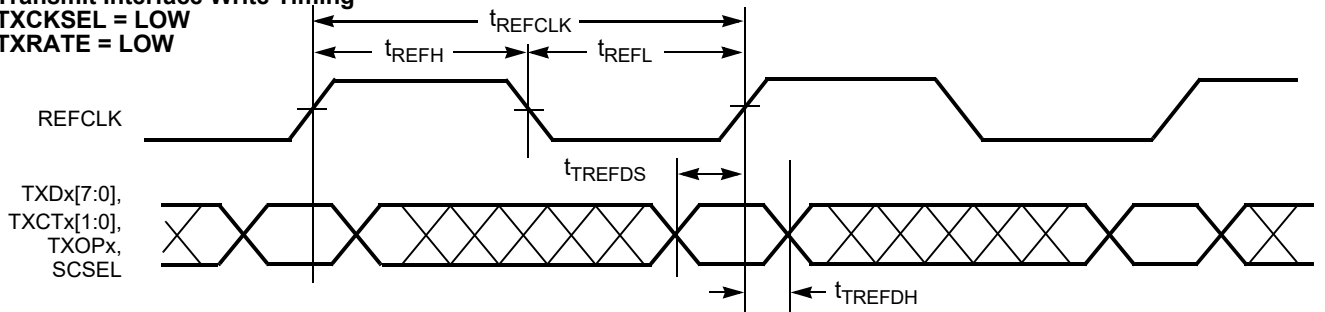 Transmit Interface Write Timing
TXCKSEL = LOW
TXRATE = LOW
tREFCLK
tREFH
tREFL
REFCLK
tTREFDS
TXDx[7:0],
TXCTx[1:0],
TXOPx,
SCSEL
tTREFDH